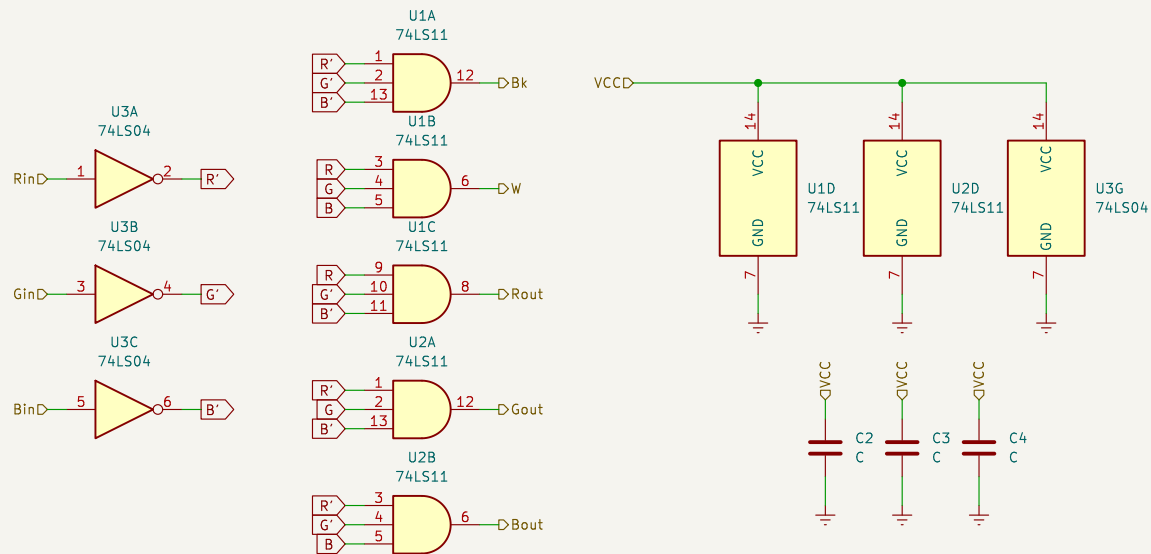 U1A
74LS11
R'
G'
B'
1
2
13
12
Bk
U3A
74LS04
Rin
1
2
R'
U1B
74LS11
R
G
B
3
4
5
6
W
U3B
74LS04
Gin
3
4
G'
U1C
74LS11
R
G'
B'
9
10
11
8
Rout
U3C
74LS04
Bin
5
6
B'
U2A
74LS11
R'
G
B'
1
2
13
12
Gout
U2B
74LS11
R'
G'
B
3
4
5
6
Bout
VCC
14
VCC
GND
7
U1D
74LS11
14
VCC
GND
7
U2D
74LS11
14
VCC
GND
7
U3G
74LS04
VCC
C2
C
VCC
C3
C
VCC
C4
C